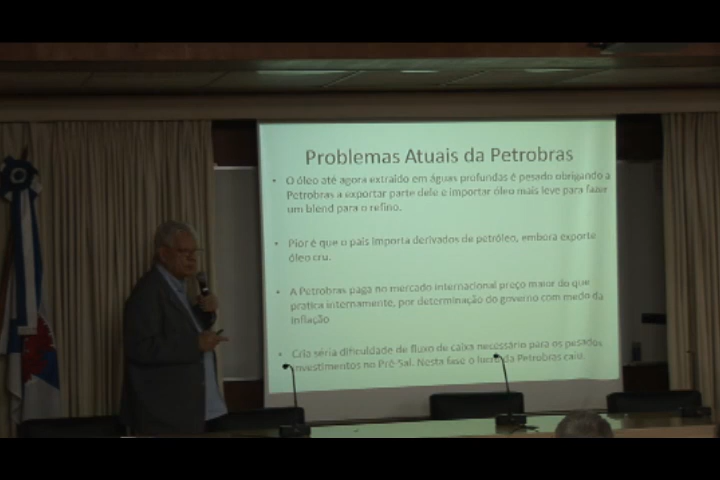 Problemas Atuais da Petrobras
• O óleo até agora extraído em águas profundas é pesado obrigando a
Petrobras a exportar parte dele e importar óleo mais leve para fazer
um blend para o refino.
• Pior é que o país importa derivados de petróleo, embora exporte
óleo cru.
• A Petrobras paga no mercado internacional preço maior do que
pratica internamente, por determinação do governo com medo da
inflação
• Cria séria dificuldade de fluxo de caixa necessário para os pesados
investimentos no Pré-Sal. Nesta fase o lucro da Petrobras caiu.